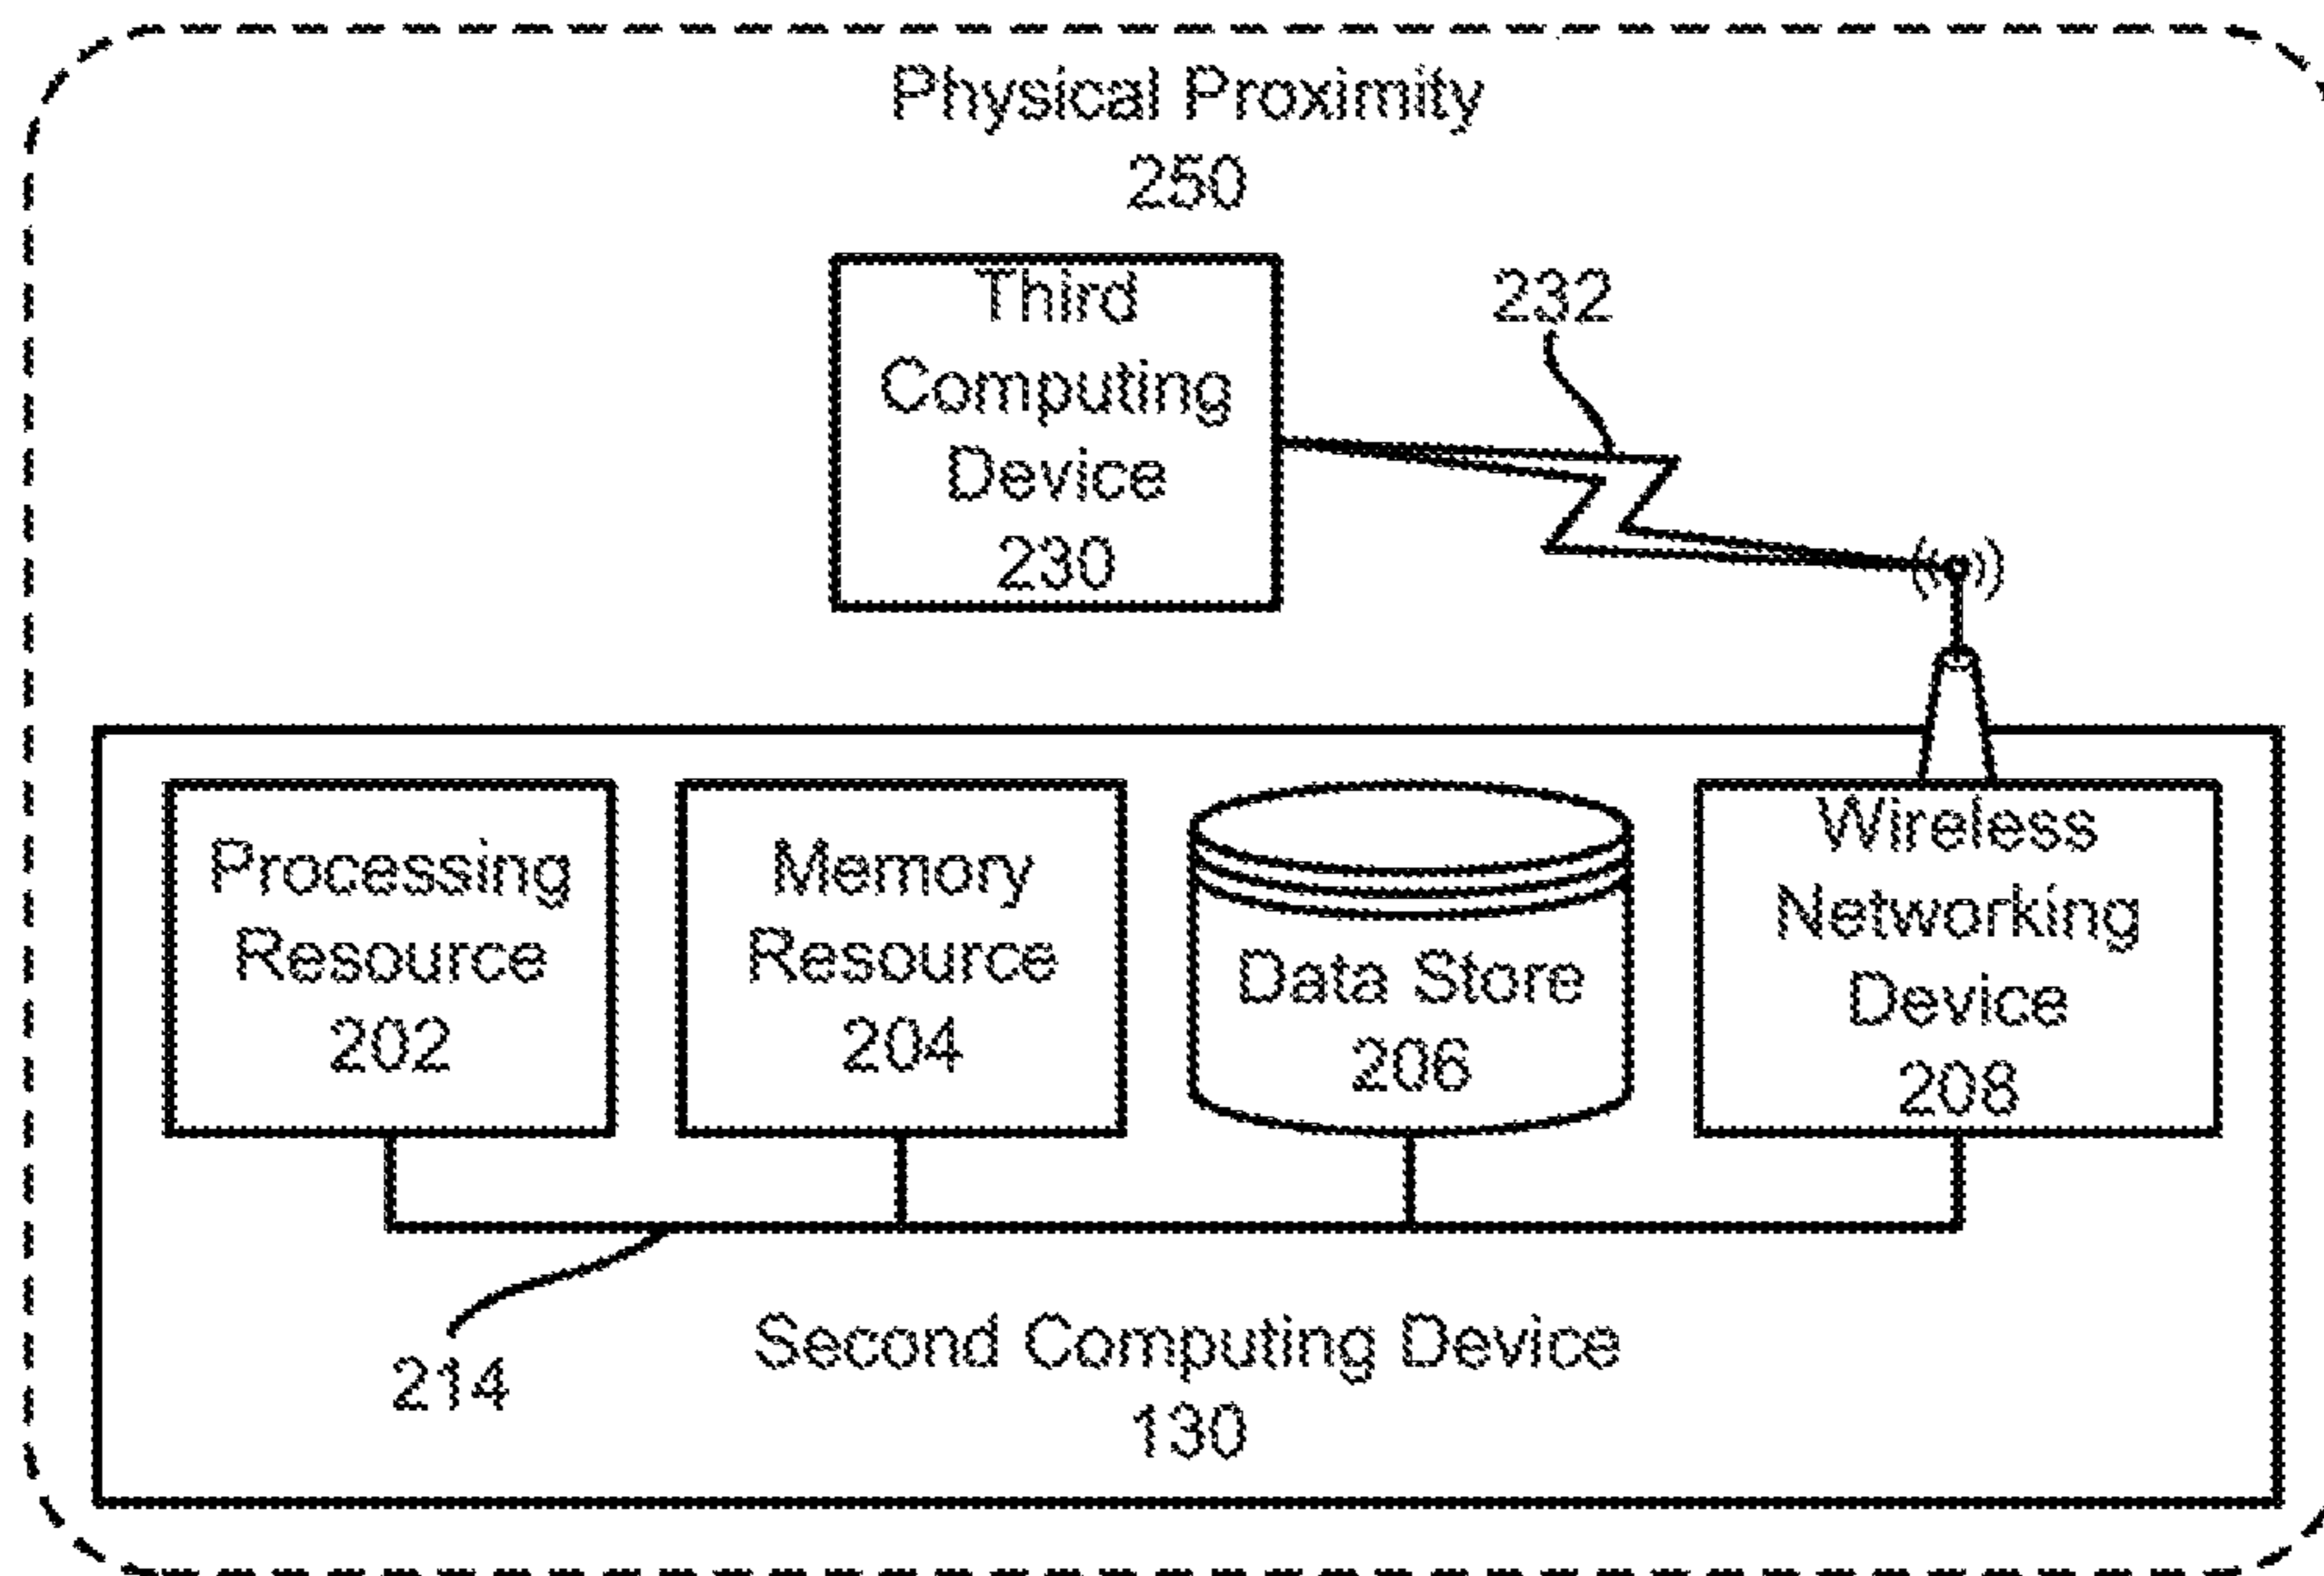 Physical Proximity
250
Third
Computing
Device
230
232
Processing
Resource
202
Memory
Resource
204
Data Store
206
Wireless
Networking
Device
208
214
Second Computing Device
130